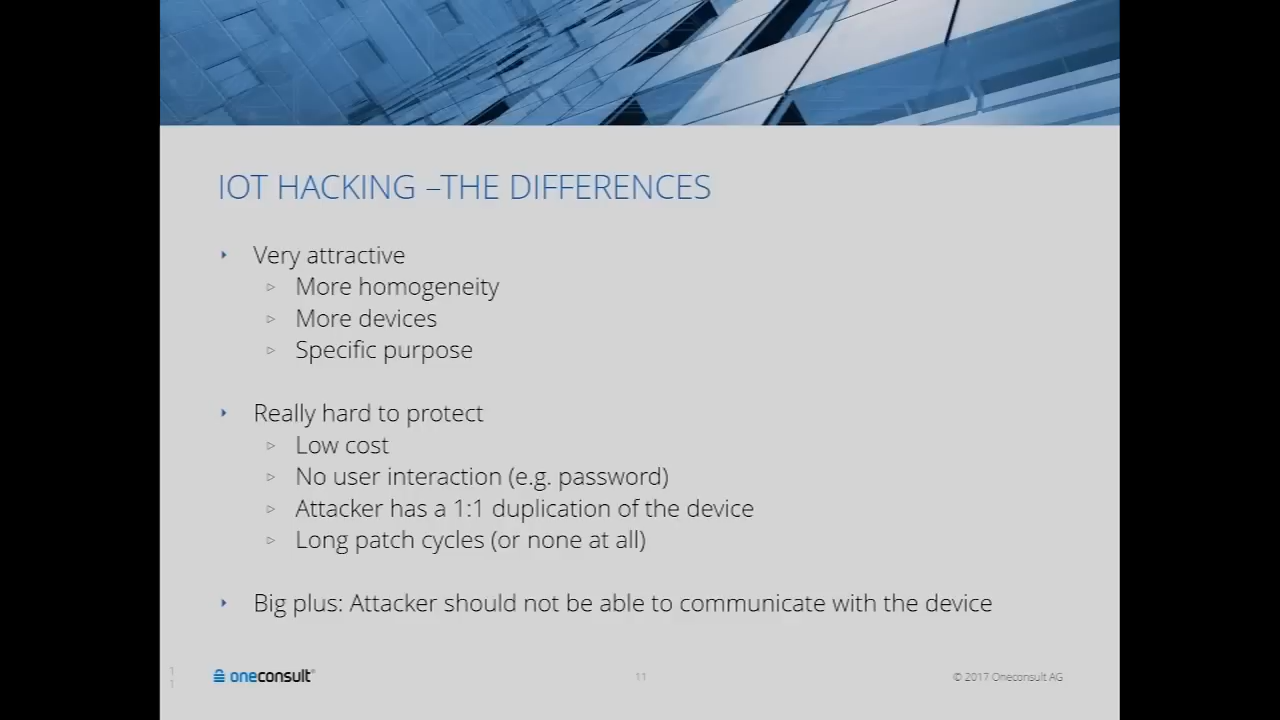 IOT HACKING –THE DIFFERENCES
Very attractive
More homogeneity
More devices
Specific purpose
Really hard to protect
Low cost
No user interaction (e.g. password)
Attacker has a 1:1 duplication of the device
Long patch cycles (or none at all)
Big plus: Attacker should not be able to communicate with the device
1
1
oneconsult®
11
© 2017 Oneconsult AG